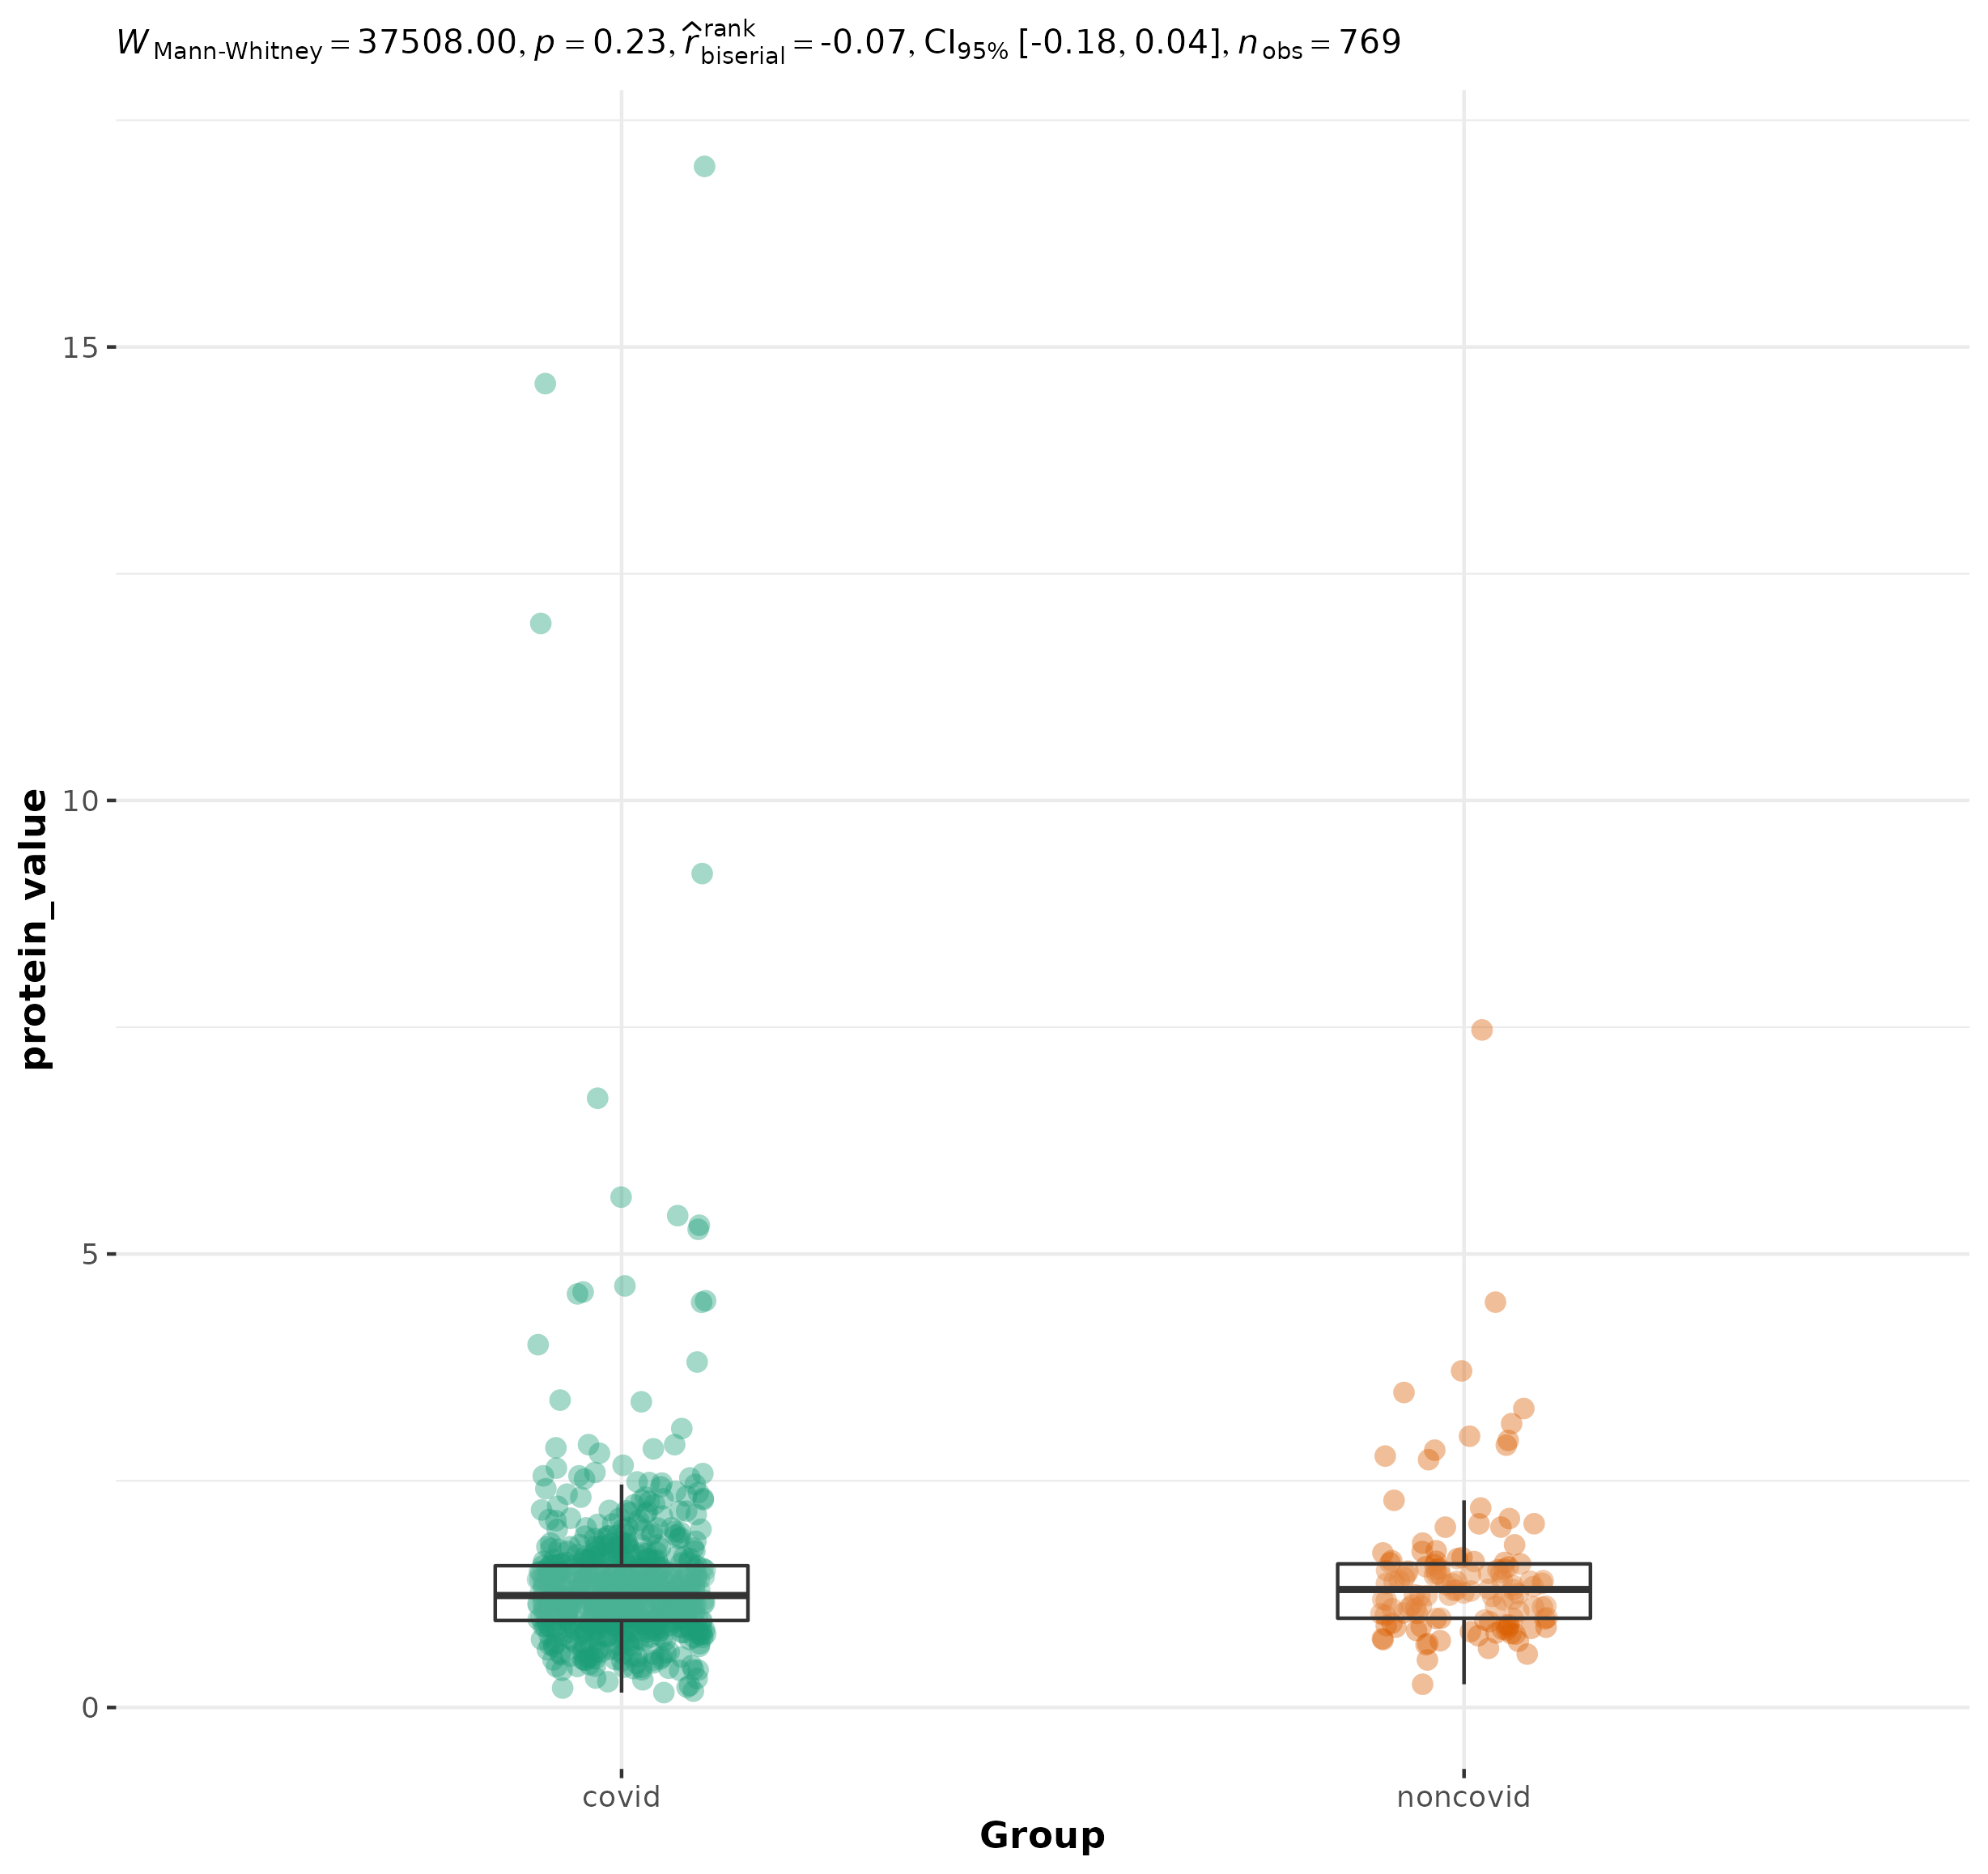 W Mann-Whitney = 37508.00, p = 0.23, r̂ rank biserial = -0.07, CI95% [-0.18, 0.04], n obs = 769
15
10
5
0
protein_value
covid noncovid
Group